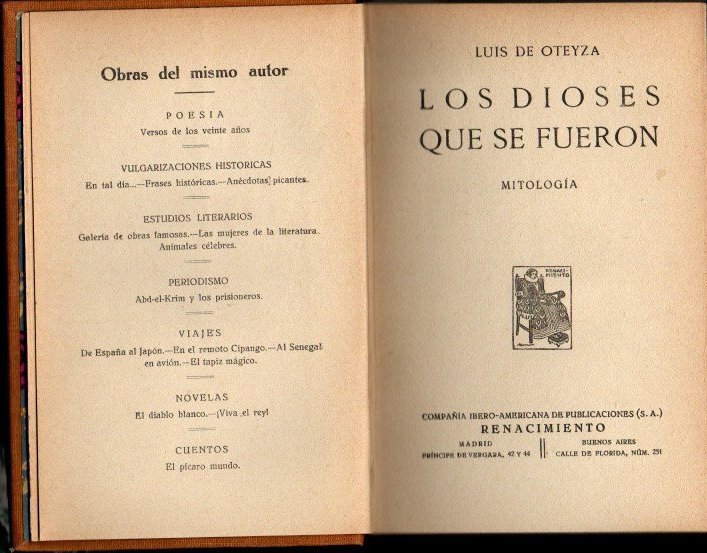 Obras del mismo autor
POESIA
Versos de los veinte años
VULGARIZACIONES HISTORICAS
En tal día...—Frases históricas.—Anécdotas] picantes.
ESTUDIOS LITERARIOS
Galería de obras famosas.—Las mujeres de la literatura..
Animales célebres.
PERIODISMO
Abd-el-Krim y los prisioneros.
VIAJES
De España al Japón.—En el remoto Cipango.—Al Senegal
en avión.—El tapiz mágico.
NOVELAS
El diablo blanco.—¡Viva el rey!
CUENTOS
El pícaro mundo.
LUIS DE OTEYZA
LOS DIOSES
QUE SE FUERON
MITOLOGÍA
RENACI-
MIENTO
COMPAÑIA IBERO-AMERICANA DE PUBLICACIONES (S. A.)
RENACIMIENTO
MADRID
PRÍNCIPE DE VERGARA, 42 Y 44
BUENOS AIRES
CALLE DE FLORIDA, NÚM. 251